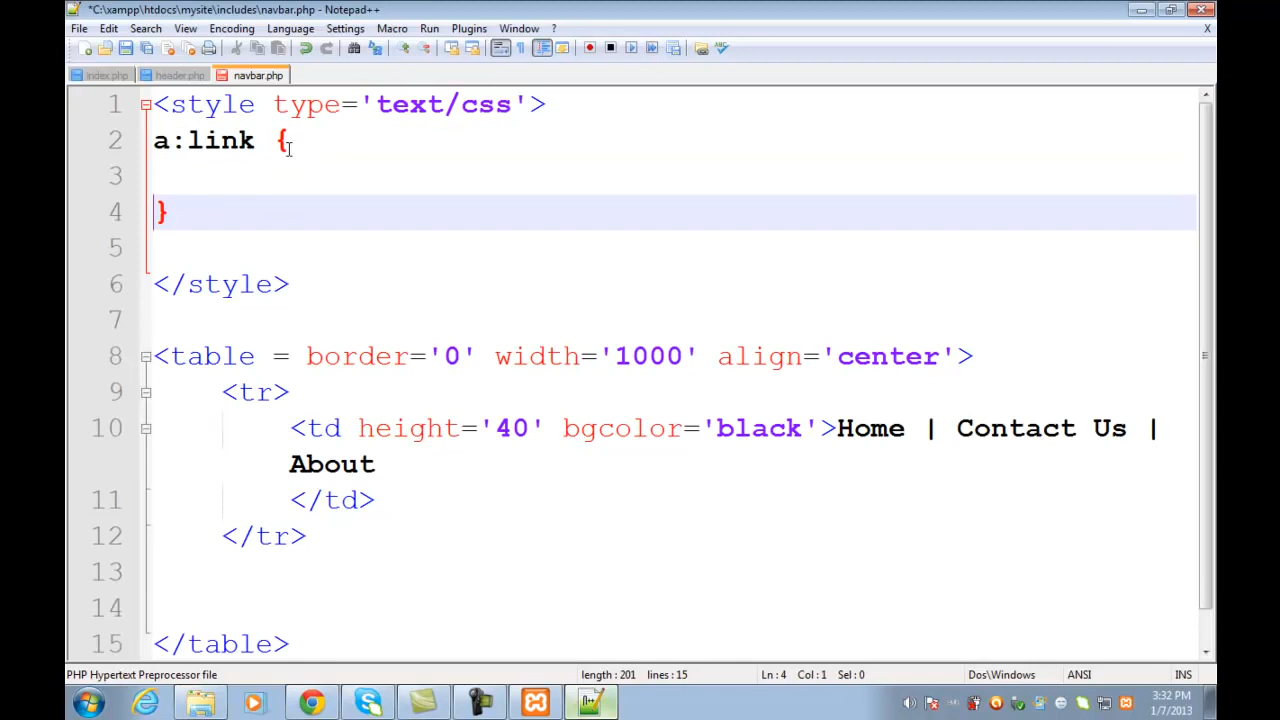 *C:\xampp\htdocs\mysite\includes\navbar.php - Notepad++
File Edit Search View Encoding Language Settings Macro Run Plugins Window ? X
index.php header.php navbar.php
1 <style type='text/css'>
2 a:link {
3
4 }
5
6 </style>
7
8 <table = border='0' width='1000' align='center'>
9 <tr>
10 <td height='40' bgcolor='black'>Home | Contact Us |
About
11 </td>
12 </tr>
13
14
15 </table>
PHP Hypertext Preprocessor file length : 201 lines : 15 Ln : 4 Col : 1 Sel : 0 Dos\Windows ANSI INS
3:32 PM
1/7/2013